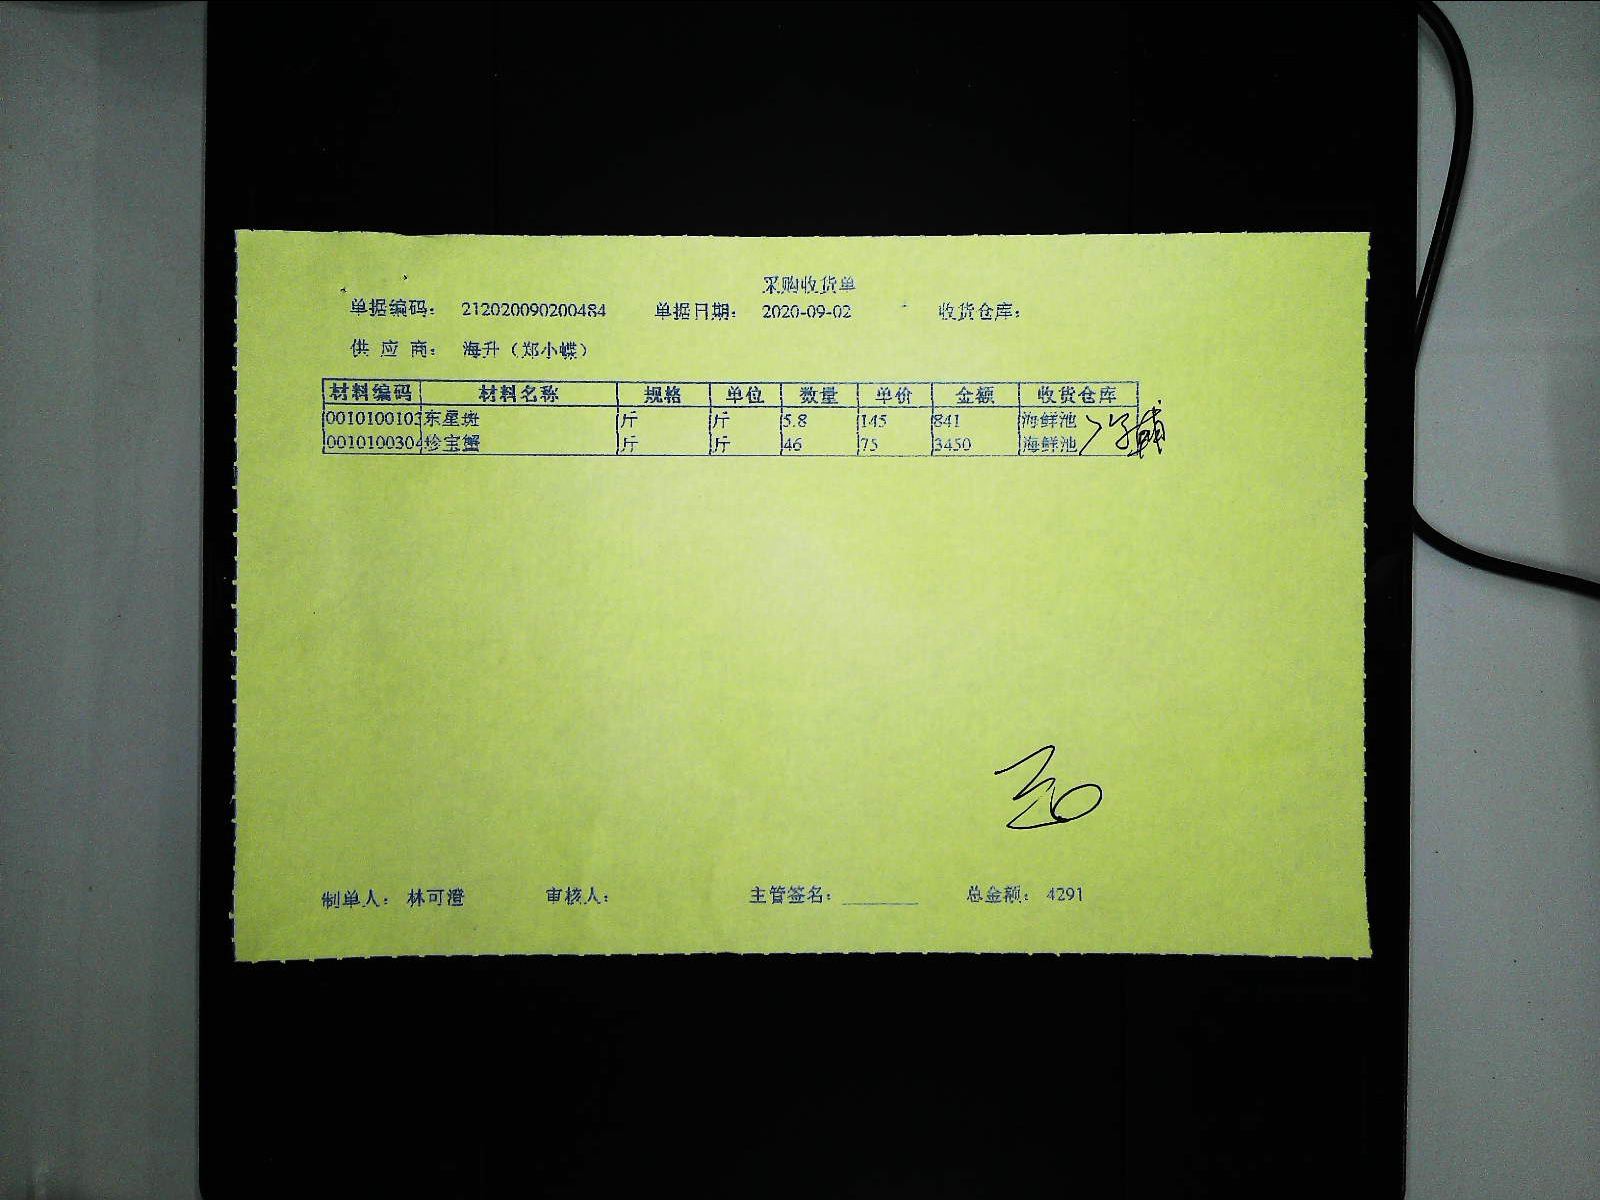 采购收货单
单据编码： 212020090200484 单据日期： 2020-09-02 收货仓库：
供 应 商： 海升（郑小蝶）
材料编码 材料名称 规格 单位 数量 单价 金额 收货仓库
0010100103 东星斑 斤 斤 5.8 145 841 海鲜池
0010100304 珍宝蟹 斤 斤 46 75 3450 海鲜池
制单人： 林可澄 审核人： 主管签名： 总金额： 4291